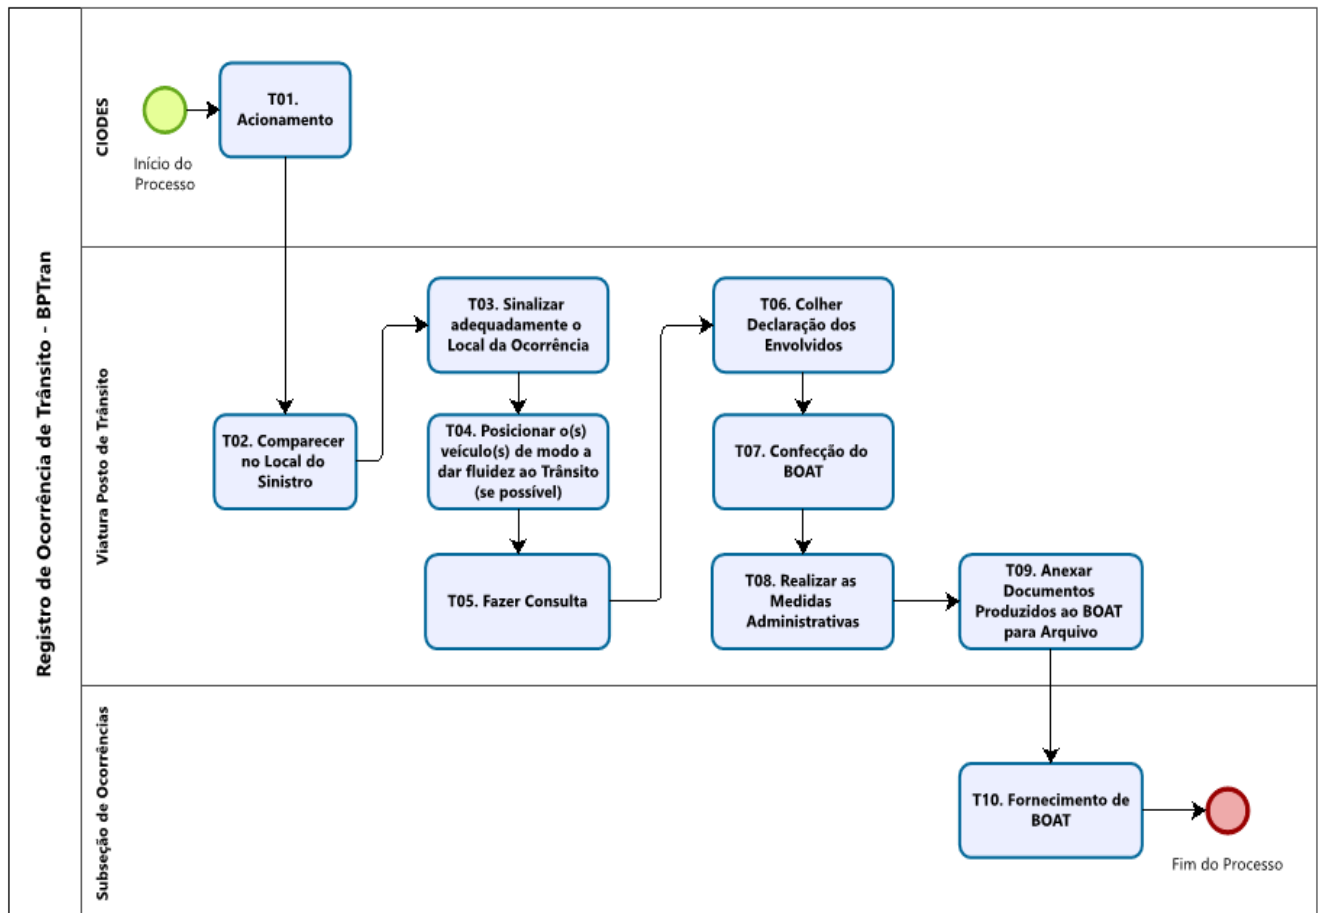 Registro de Ocorrência de Trânsito - BPTran
CIODES
Início do
Processo
T01.
Acionamento
Viatura Posto de Trânsito
T02. Comparecer
no Local do
Sinistro
T03. Sinalizar
adequadamente o
Local da Ocorrência
T04. Posicionar o(s)
veículo(s) de modo a
dar fluidez ao Trânsito
(se possível)
T05. Fazer Consulta
T06. Colher
Declaração dos
Envolvidos
T07. Confecção do
BOAT
T08. Realizar as
Medidas
Administrativas
T09. Anexar
Documentos
Produzidos ao BOAT
para Arquivo
Subseção de Ocorrências
T10. Fornecimento de
BOAT
Fim do Processo